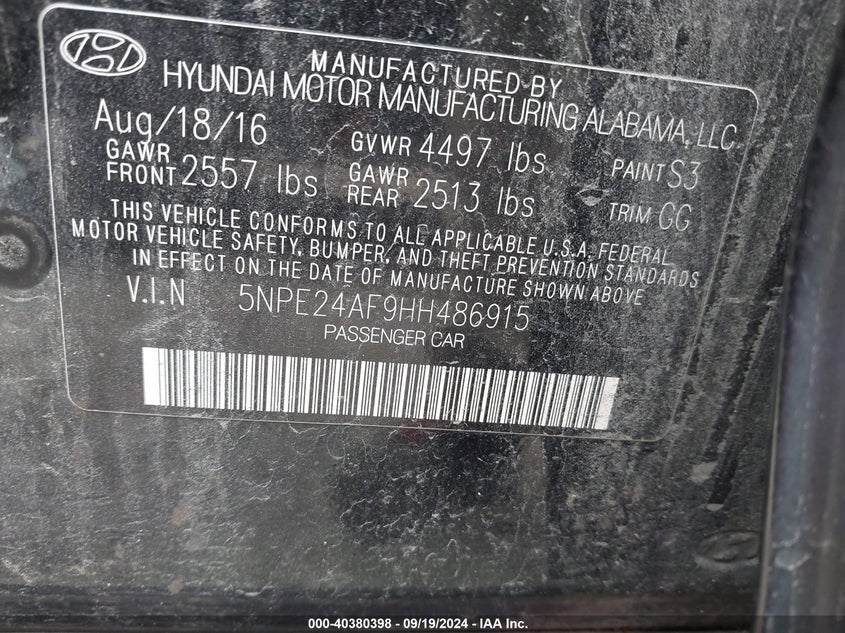 MANUFACTURED BY
HYUNDAI MOTOR MANUFACTURING ALABAMA, LLC
Aug/18/16 GVWR 4497 lbs PAINT S3
GAWR FRONT 2557 lbs GAWR REAR 2513 lbs TRIM GG
THIS VEHICLE CONFORMS TO ALL APPLICABLE U.S.A. FEDERAL
MOTOR VEHICLE SAFETY, BUMPER, AND THEFT PREVENTION STANDARDS
IN EFFECT ON THE DATE OF MANUFACTURE SHOWN ABOVE
V.I.N 5NPE24AF9HH486915
PASSENGER CAR
000-40380398 - 09/19/2024 - IAA Inc.